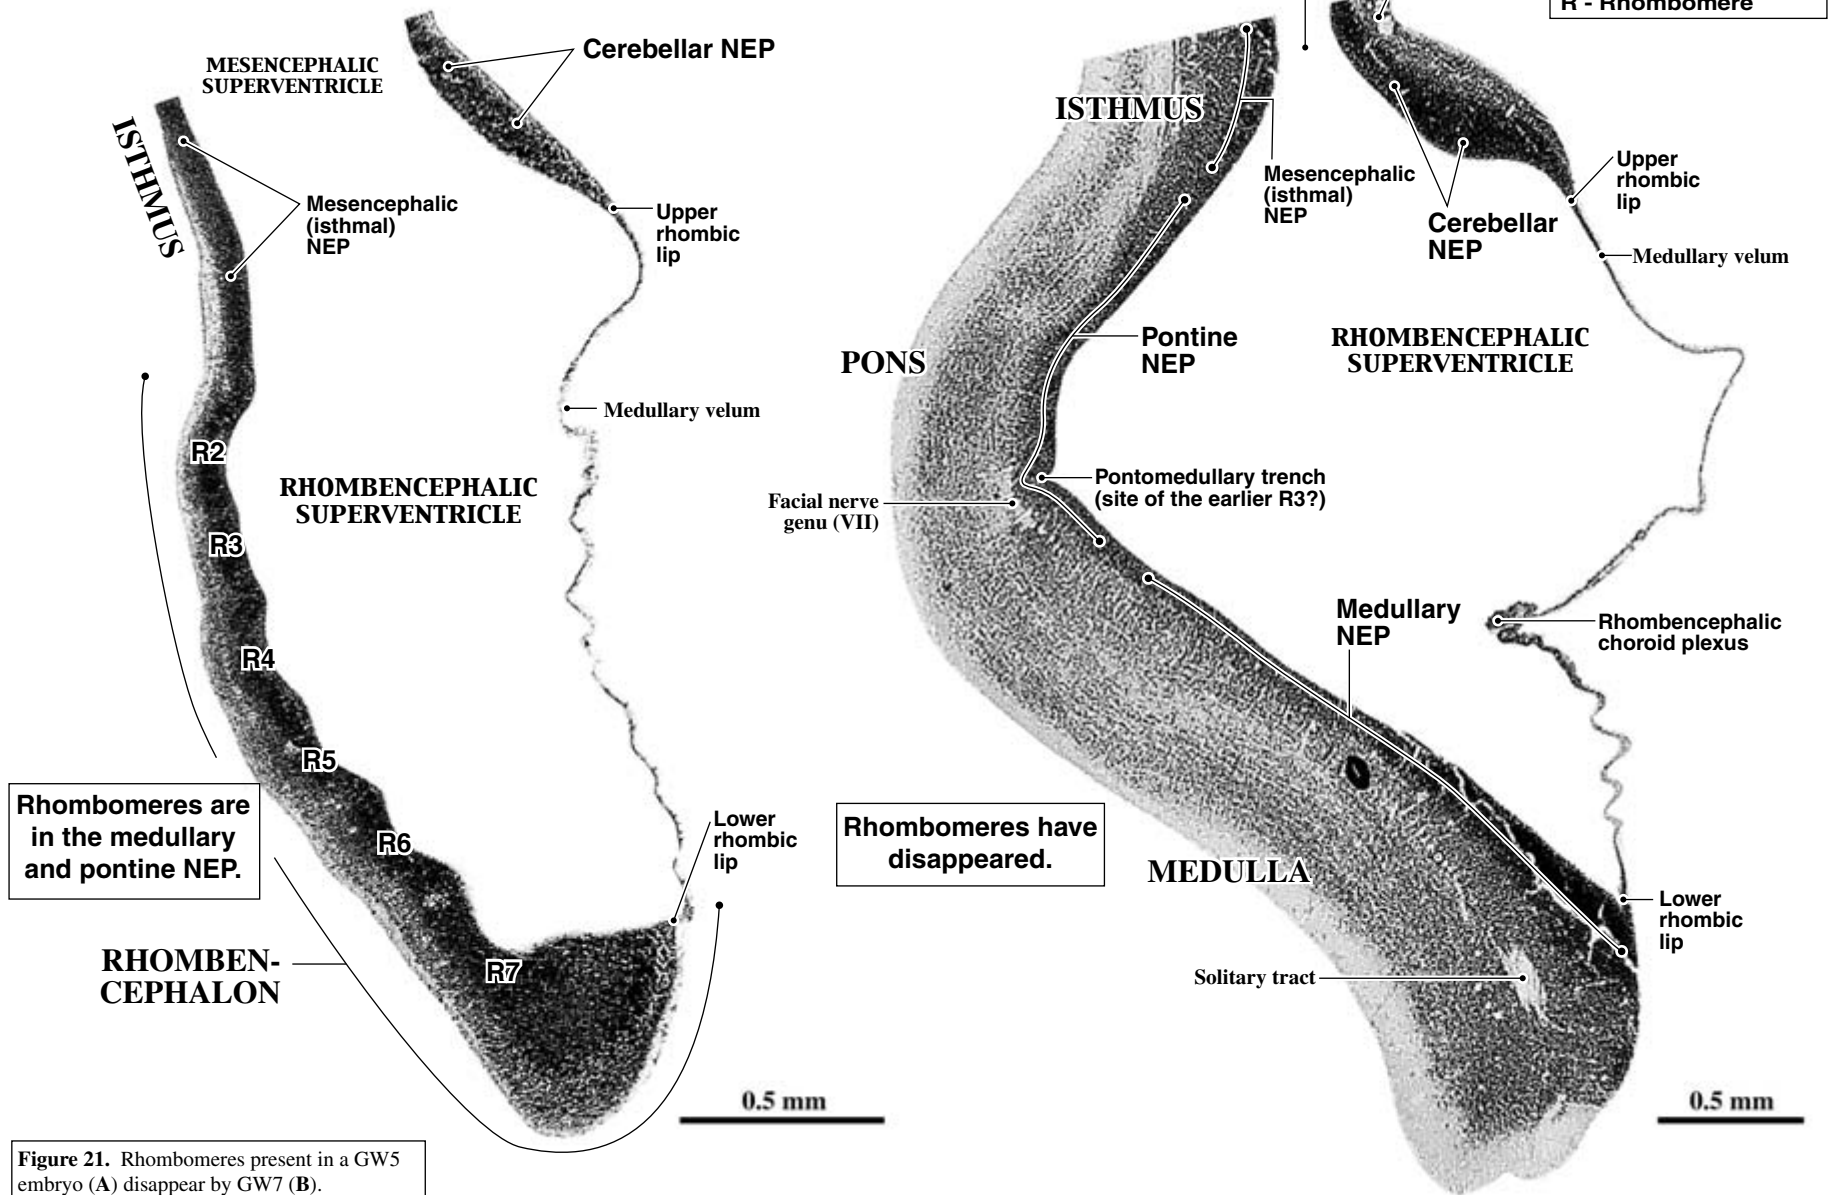 MESENCEPHALIC
SUPERVENTRICLE
Cerebellar NEP
ISTHMUS
Mesencephalic
(isthmal)
NEP
Upper
rhombic
lip
Medullary velum
R2
RHOMBENCEPHALIC
SUPERVENTRICLE
R3
R4
R5
R6
R7
Rhombomeres are
in the medullary
and pontine NEP.
Lower
rhombic
lip
RHOMBEN-
CEPHALON
0.5 mm
Figure 21. Rhombomeres present in a GW5
embryo (A) disappear by GW7 (B).
R - Rhombomere
ISTHMUS
Mesencephalic
(isthmal)
NEP
Cerebellar
NEP
Upper
rhombic
lip
Medullary velum
PONS
Pontine
NEP
RHOMBENCEPHALIC
SUPERVENTRICLE
Pontomedullary trench
(site of the earlier R3?)
Facial nerve
genu (VII)
Medullary
NEP
Rhombencephalic
choroid plexus
Rhombomeres have
disappeared.
MEDULLA
Lower
rhombic
lip
Solitary tract
0.5 mm